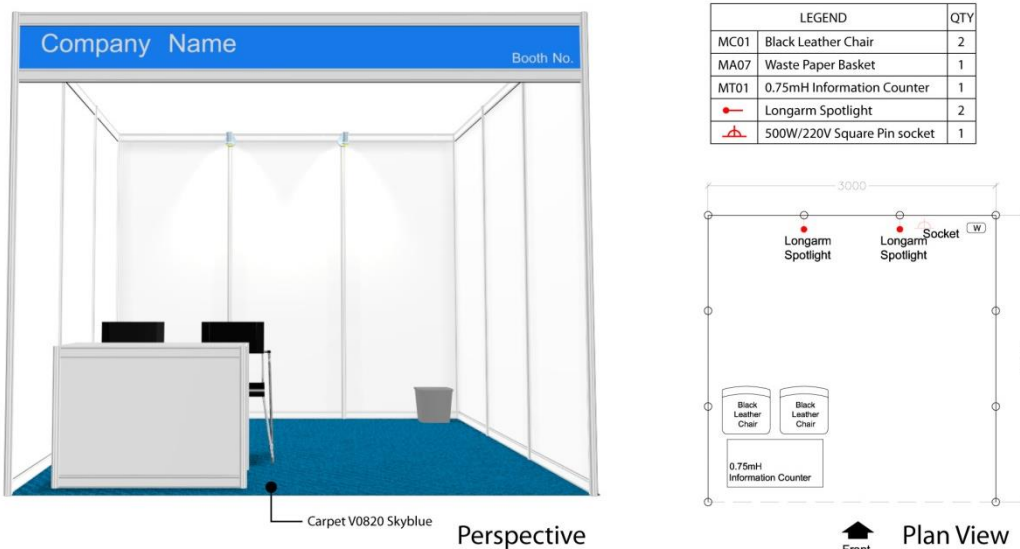 Company Name
Booth No.
Carpet V0820 Skyblue
Perspective
LEGEND QTY
MC01 Black Leather Chair 2
MA07 Waste Paper Basket 1
MT01 0.75mH Information Counter 1
Longarm Spotlight 2
500W/220V Square Pin socket 1
3000
Longarm
Spotlight
Longarm
Spotlight
Socket
W
Black
Leather
Chair
Black
Leather
Chair
0.75mH
Information Counter
Front
Plan View